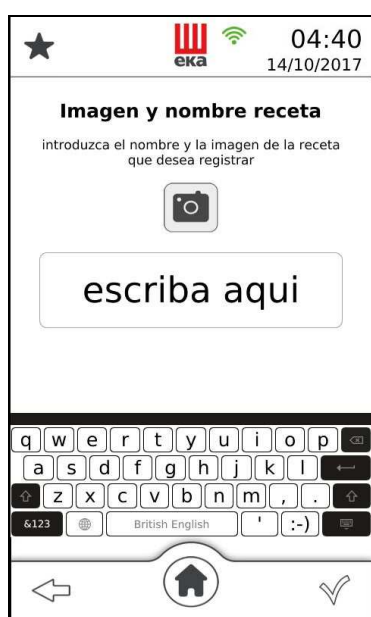 04:40
eka
14/10/2017
Imagen y nombre receta
introduzca el nombre y la imagen de la receta
que desea registrar
escriba aqui
q w e r t y u i o p
a s d f g h j k l
z x c v b n m , .
&123 British English ' :-)